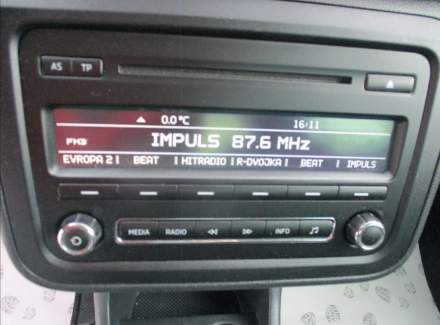 AS TP
0.0°C 16:11
IMPULS 87.6 MHz
EVROPA 2 BEAT HITRADIO R-DVOJKA BEAT IMPULS
MEDIA RADIO INFO